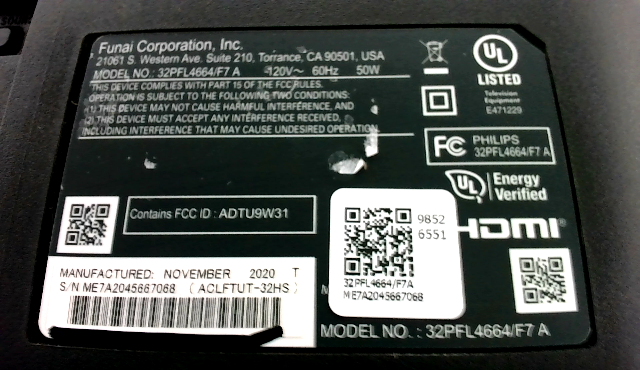 Funai Corporation, Inc.
21061 S. Western Ave. Suite 210, Torrance, CA 90501, USA
MODEL NO.: 32PFL4664/F7 A 120V~ 60Hz 50W
THIS DEVICE COMPLIES WITH PART 15 OF THE FCC RULES.
OPERATION IS SUBJECT TO THE FOLLOWING TWO CONDITIONS:
(1) THIS DEVICE MAY NOT CAUSE HARMFUL INTERFERENCE, AND
(2) THIS DEVICE MUST ACCEPT ANY INTERFERENCE RECEIVED,
INCLUDING INTERFERENCE THAT MAY CAUSE UNDESIRED OPERATION.
UL
LISTED
Television
Equipment
E471229
FC PHILIPS
32PFL4664/F7 A
UL Energy
Verified
Contains FCC ID : ADTU9W31
HDMI®
9852
6551
32PFL4664/F7A
ME7A2045667068
MANUFACTURED: NOVEMBER 2020 T
S/N ME7A2045667068 ( ACLFTUT-32HS )
MODEL NO. : 32PFL4664/F7 A